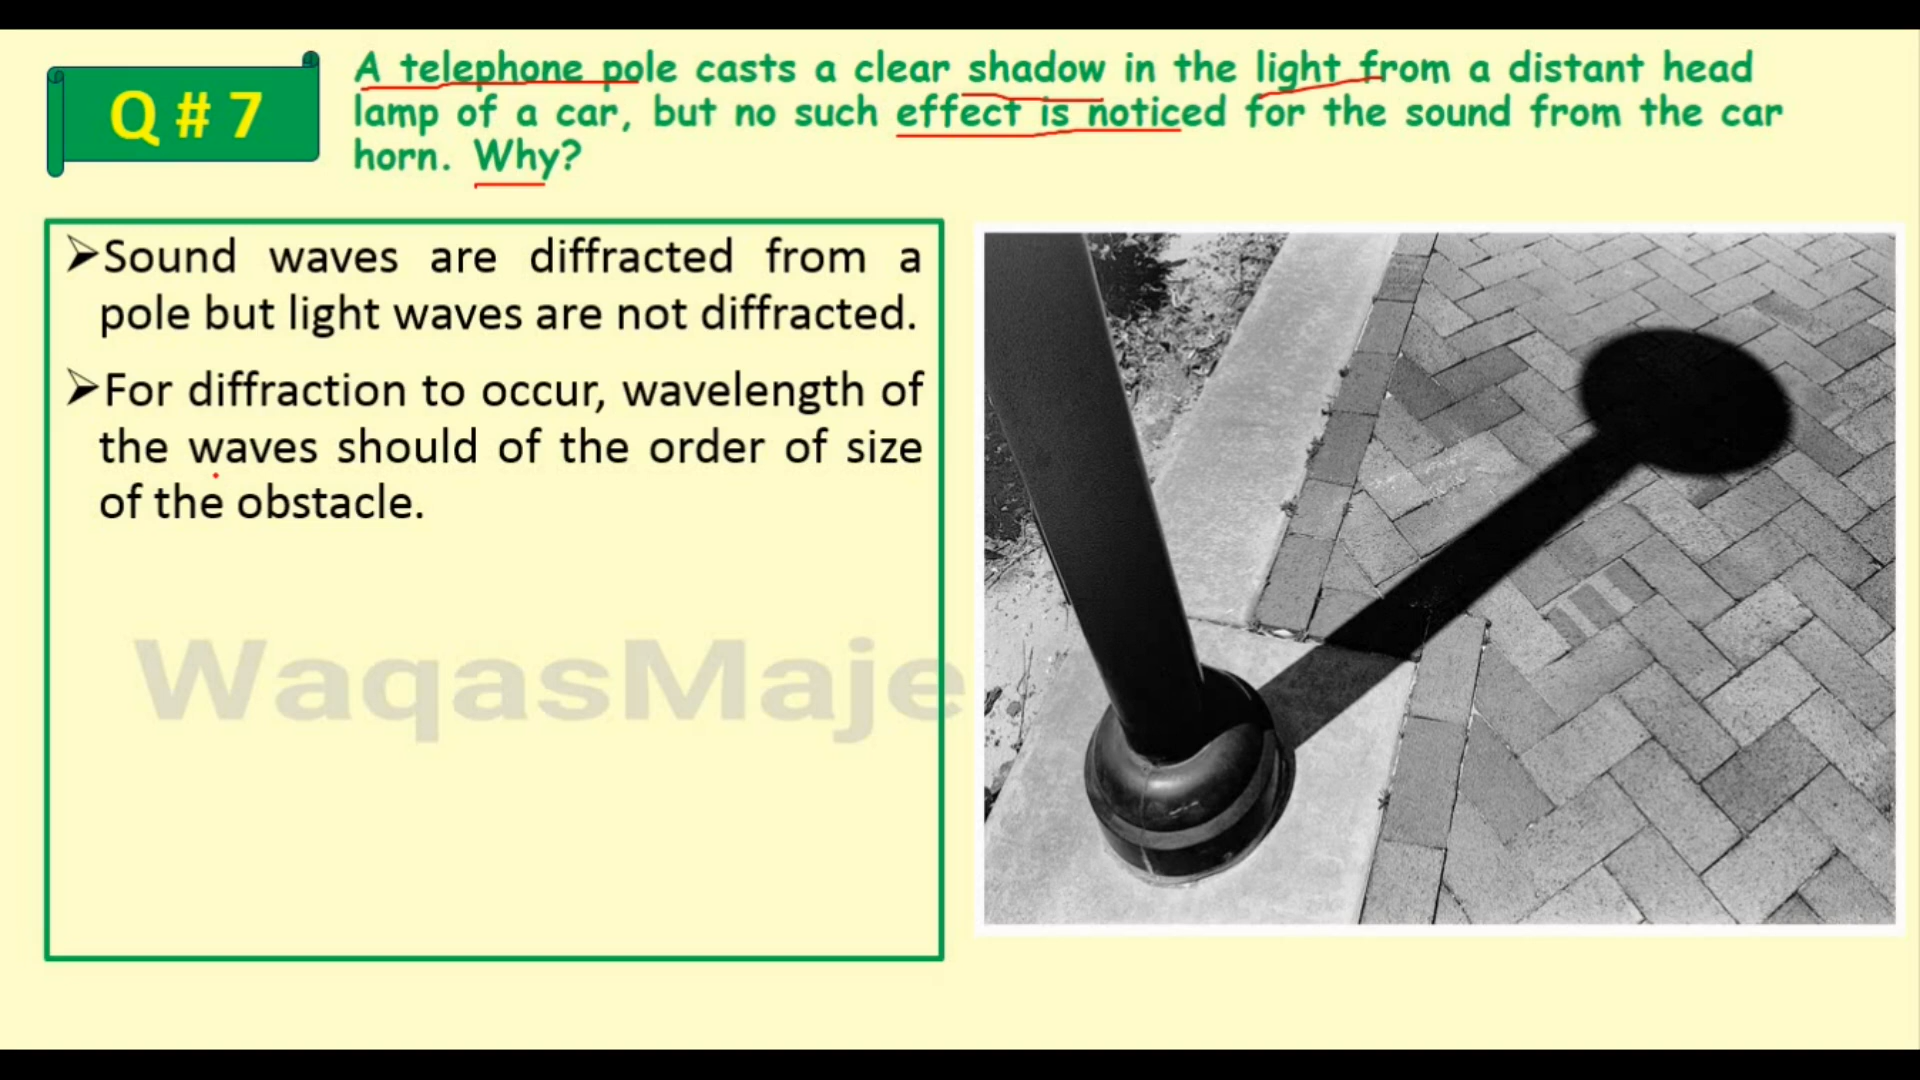 Q # 7
A telephone pole casts a clear shadow in the light from a distant head
lamp of a car, but no such effect is noticed for the sound from the car
horn. Why?
➢Sound waves are diffracted from a
pole but light waves are not diffracted.
➢For diffraction to occur, wavelength of
the waves should of the order of size
of the obstacle.
WaqasMaje